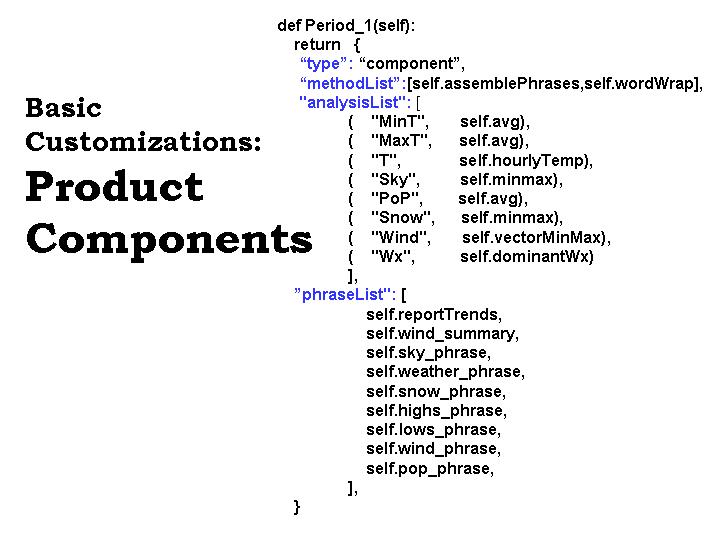 Basic
Customizations:
Product
Components
def Period_1(self):
return {
“type”: “component”,
“methodList”:[self.assemblePhrases,self.wordWrap],
"analysisList": [
( "MinT", self.avg),
( "MaxT", self.avg),
( "T", self.hourlyTemp),
( "Sky", self.minmax),
( "PoP", self.avg),
( "Snow", self.minmax),
( "Wind", self.vectorMinMax),
( "Wx", self.dominantWx)
],
”phraseList": [
self.reportTrends,
self.wind_summary,
self.sky_phrase,
self.weather_phrase,
self.snow_phrase,
self.highs_phrase,
self.lows_phrase,
self.wind_phrase,
self.pop_phrase,
],
}